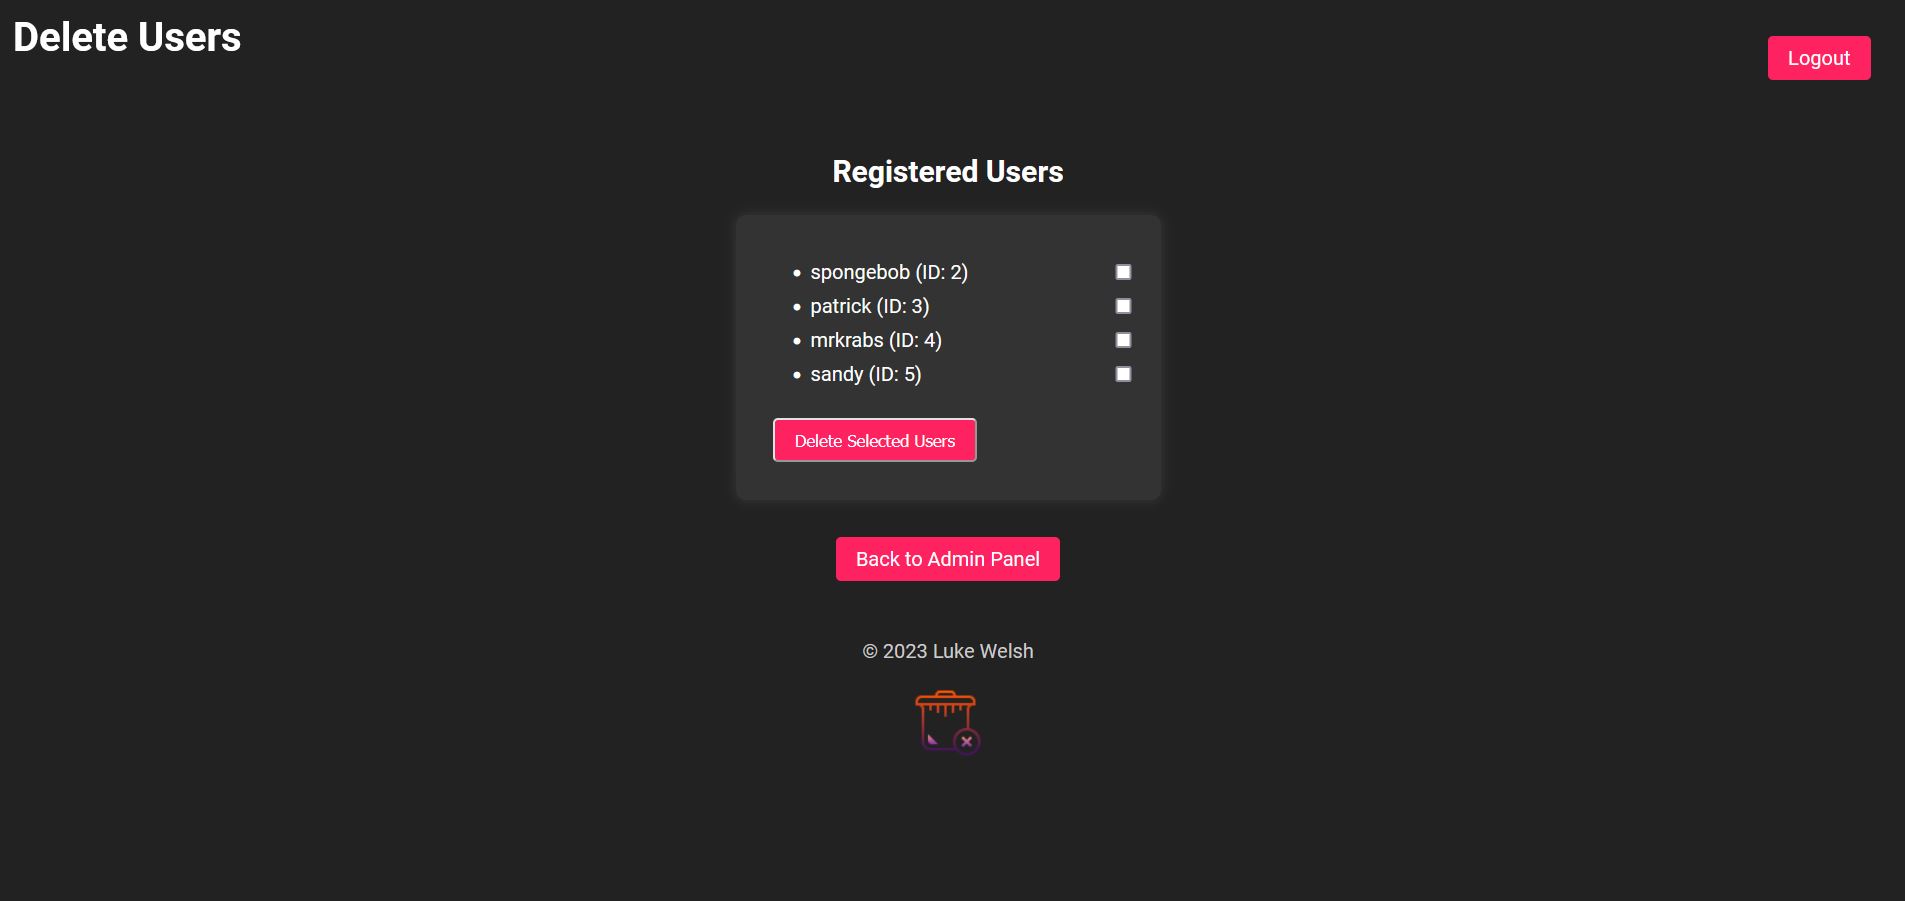 Delete Users
Logout
Registered Users
• spongebob (ID: 2)
• patrick (ID: 3)
• mrkrabs (ID: 4)
• sandy (ID: 5)
Delete Selected Users
Back to Admin Panel
© 2023 Luke Welsh